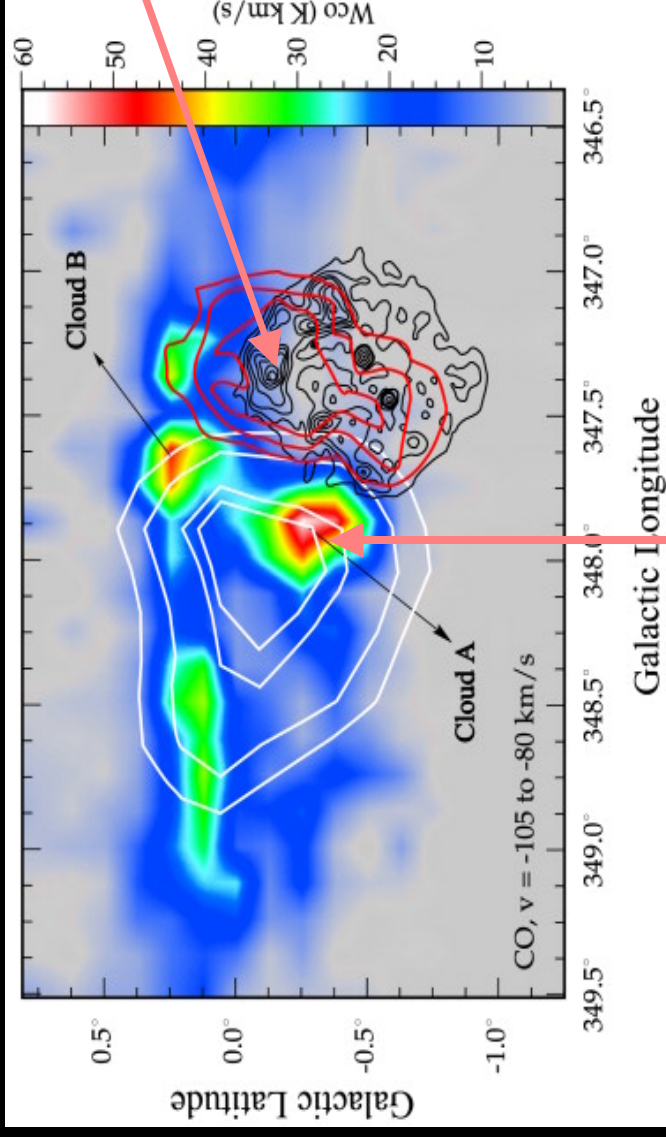 Galactic Latitude
0.5°
0.0°
-0.5°
-1.0°
Cloud B
Cloud A
CO, v = -105 to -80 km/s
349.5°
349.0°
348.5°
348.0°
347.5°
347.0°
346.5°
Galactic Longitude
60
50
40
30
20
10
Wco (K km/s)